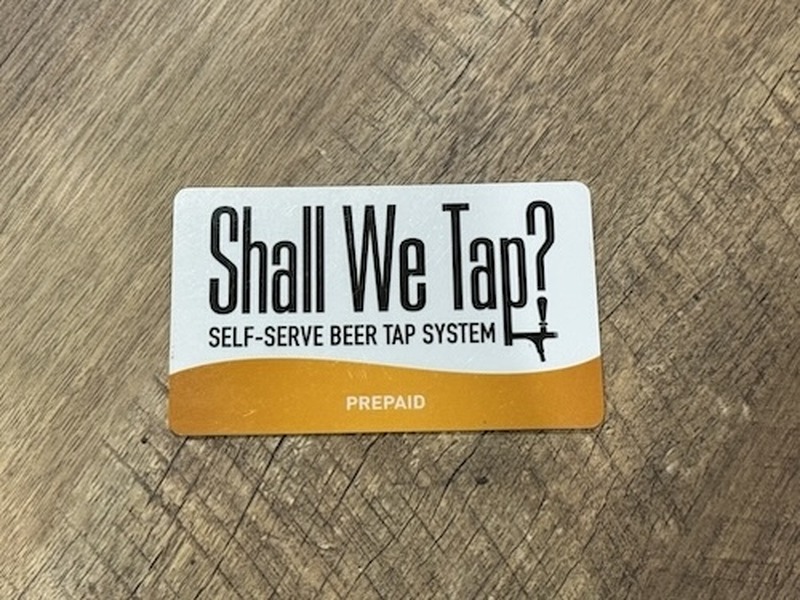 Shall We Tap?
SELF-SERVE BEER TAP SYSTEM
PREPAID